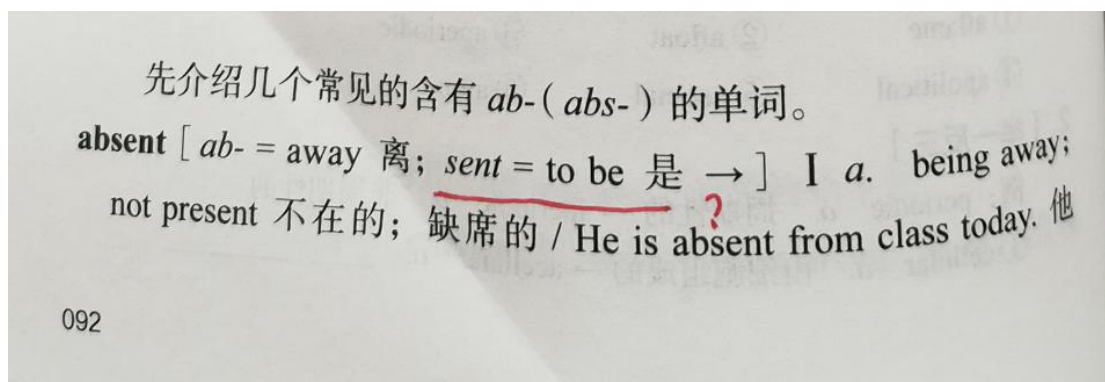 先介绍几个常见的含有 ab-( abs- ) 的单词。
absent [ ab- = away 离; sent = to be 是 → ] Ⅰ a. being away;
?
not present 不在的; 缺席的 / He is absent from class today. 他
092